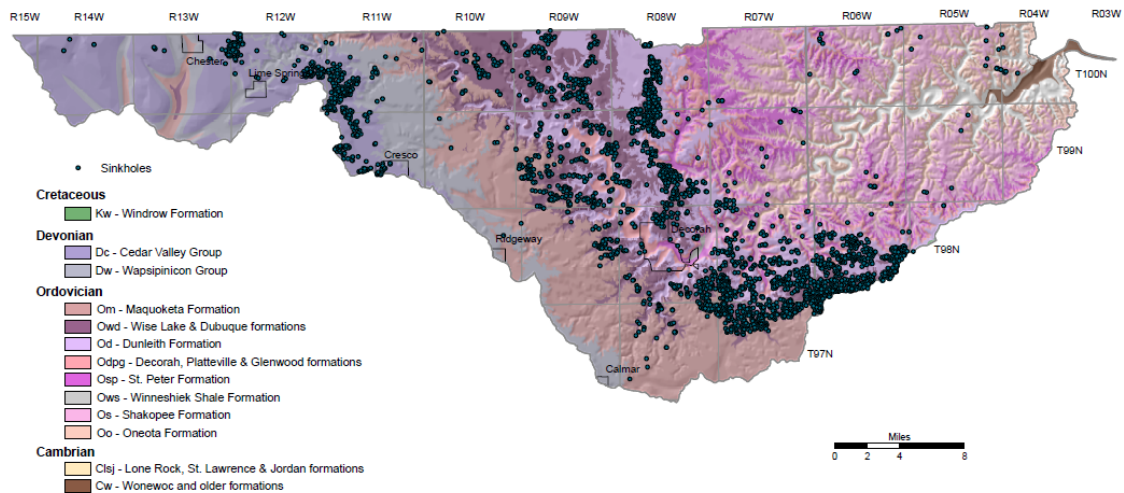 R15W R14W R13W R12W R11W R10W R09W R08W R07W R06W R05W R04W R03W
Chester
Lime Springs
T100N
Cresco
T99N
Sinkholes
Cretaceous
Kw - Windrow Formation
Devonian
Dc - Cedar Valley Group
Dw - Wapsipinicon Group
Ridgeway
Decorah
T98N
Ordovician
Om - Maquoketa Formation
Owd - Wise Lake & Dubuque formations
Od - Dunleith Formation
Odpg - Decorah, Platteville & Glenwood formations
Osp - St. Peter Formation
Ows - Winneshiek Shale Formation
Os - Shakopee Formation
Oo - Oneota Formation
T97N
Calmar
Cambrian
Clsj - Lone Rock, St. Lawrence & Jordan formations
Cw - Wonewoc and older formations
Miles
0 2 4 8